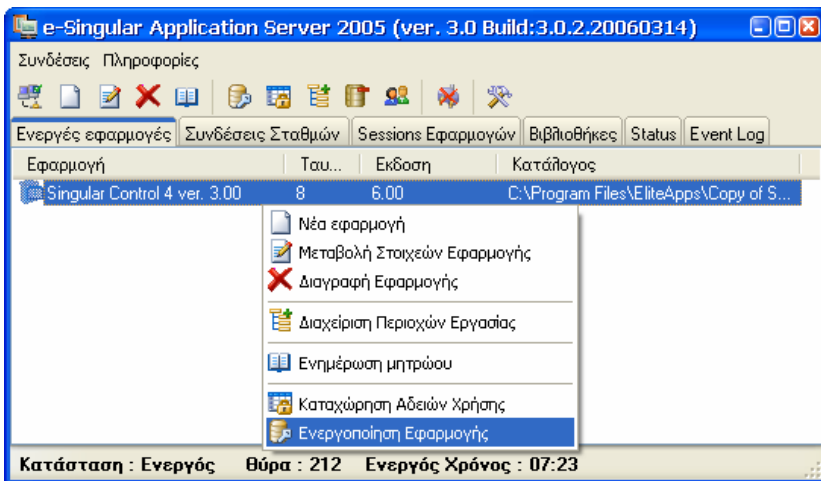 e-Singular Application Server 2005 (ver. 3.0 Build:3.0.2.20060314)
Συνδέσεις Πληροφορίες
Ενεργές εφαρμογές Συνδέσεις Σταθμών Sessions Εφαρμογών Βιβλιοθήκες Status Event Log
Εφαρμογή Ταυ... Εκδοση Κατάλογος
Singular Control 4 ver. 3.00 8 6.00 C:\Program Files\EliteApps\Copy of S...
Νέα εφαρμογή
Μεταβολή Στοιχεών Εφαρμογής
Διαγραφή Εφαρμογής
Διαχείριση Περιοχών Εργασίας
Ενημέρωση μητρώου
Καταχώρηση Αδειών Χρήσης
Ενεργοποίηση Εφαρμογής
Κατάσταση : Ενεργός Θύρα : 212 Ενεργός Χρόνος : 07:23